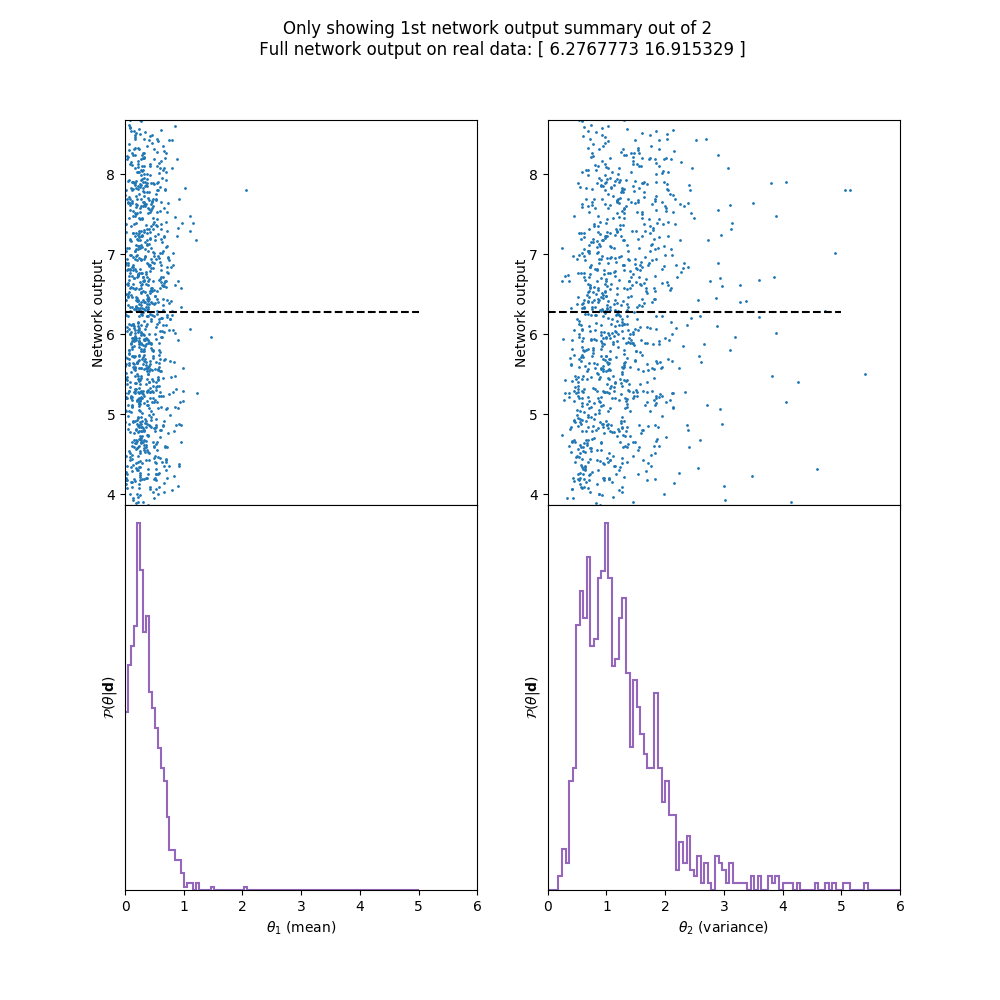 Only showing 1st network output summary out of 2
Full network output on real data: [ 6.2767773 16.915329 ]
8
7
6
5
4
Network output
8
7
6
5
4
Network output
𝒫(θ|d)
0 1 2 3 4 5 6
θ₁ (mean)
𝒫(θ|d)
0 1 2 3 4 5 6
θ₂ (variance)